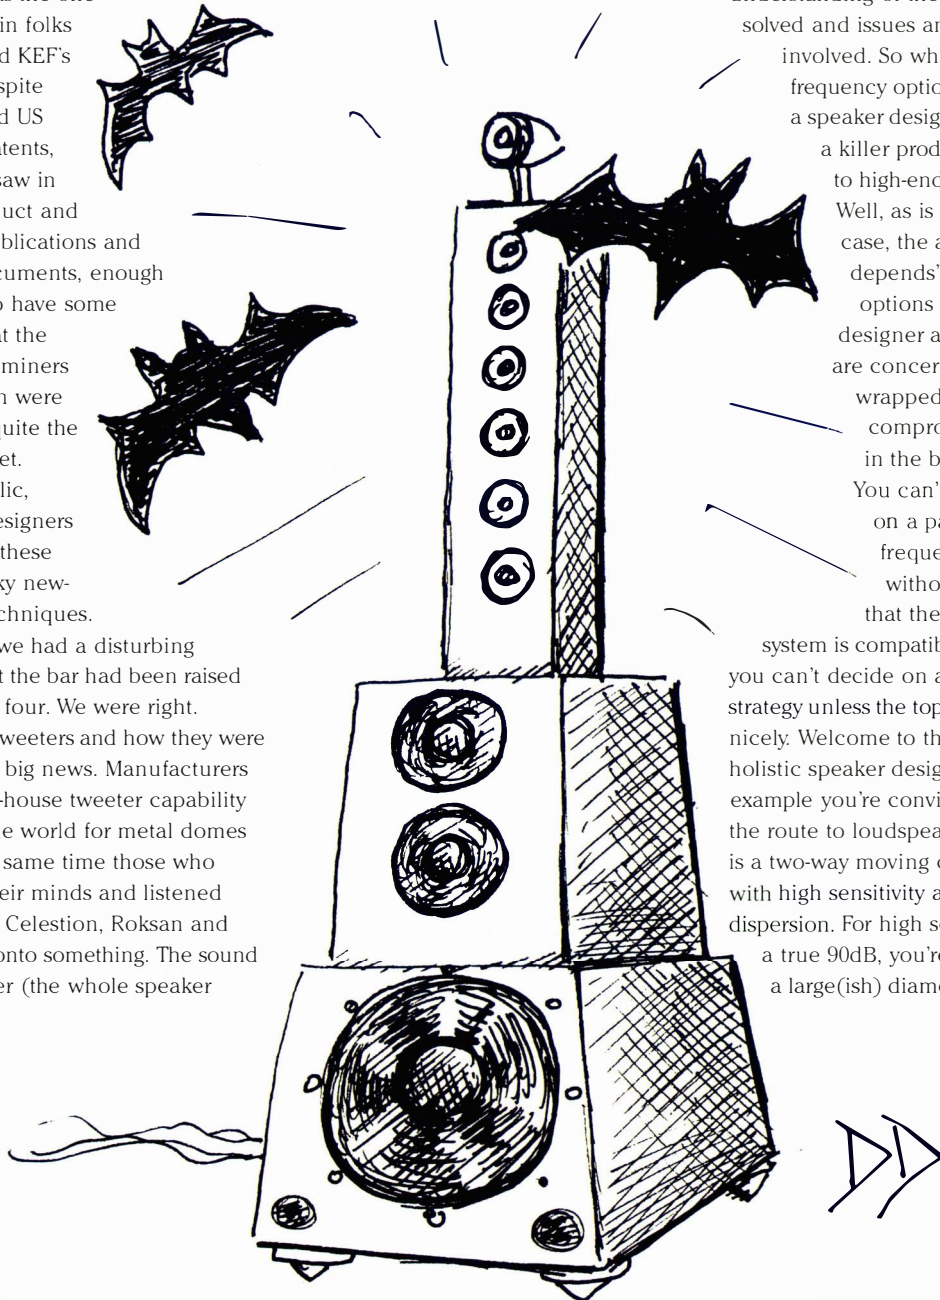 in folks
d KEF's
spite
d US
atents,
saw in
uct and
blications and
cuments, enough
o have some
at the
miners
n were
quite the
et.
lic,
esigners
these
ky new-
chniques.
we had a disturbing
t the bar had been raised
four. We were right.
weeters and how they were
big news. Manufacturers
-house tweeter capability
e world for metal domes
same time those who
eir minds and listened
Celestion, Roksan and
onto something. The sound
er (the whole speaker
solved and issues ar
involved. So wh
frequency optio
a speaker desig
a killer prod
to high-end
Well, as is
case, the a
depends'
options
designer a
are concer
wrapped
compro
in the b
You can'
on a pa
freque
witho
that the
system is compatib
you can't decide on a
strategy unless the top
nicely. Welcome to th
holistic speaker desig
example you're convi
the route to loudspea
is a two-way moving c
with high sensitivity a
dispersion. For high se
a true 90dB, you're
a large(ish) diame